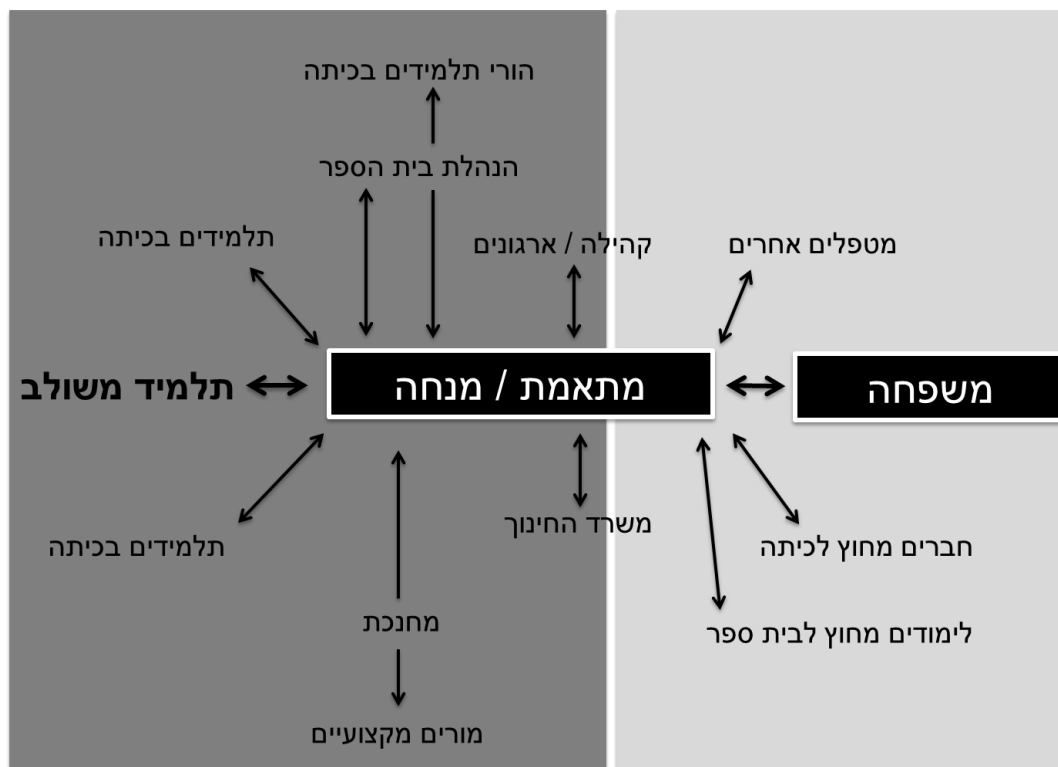 הורי תלמידים בכיתה
הנהלת בית הספר
מטפלים אחרים
קהילה / ארגונים
תלמידים בכיתה
משפחה
מתאמת / מנחה
תלמיד משולב
משרד החינוך
חברים מחוץ לכיתה
תלמידים בכיתה
מחנכת
לימודים מחוץ לבית ספר
מורים מקצועיים